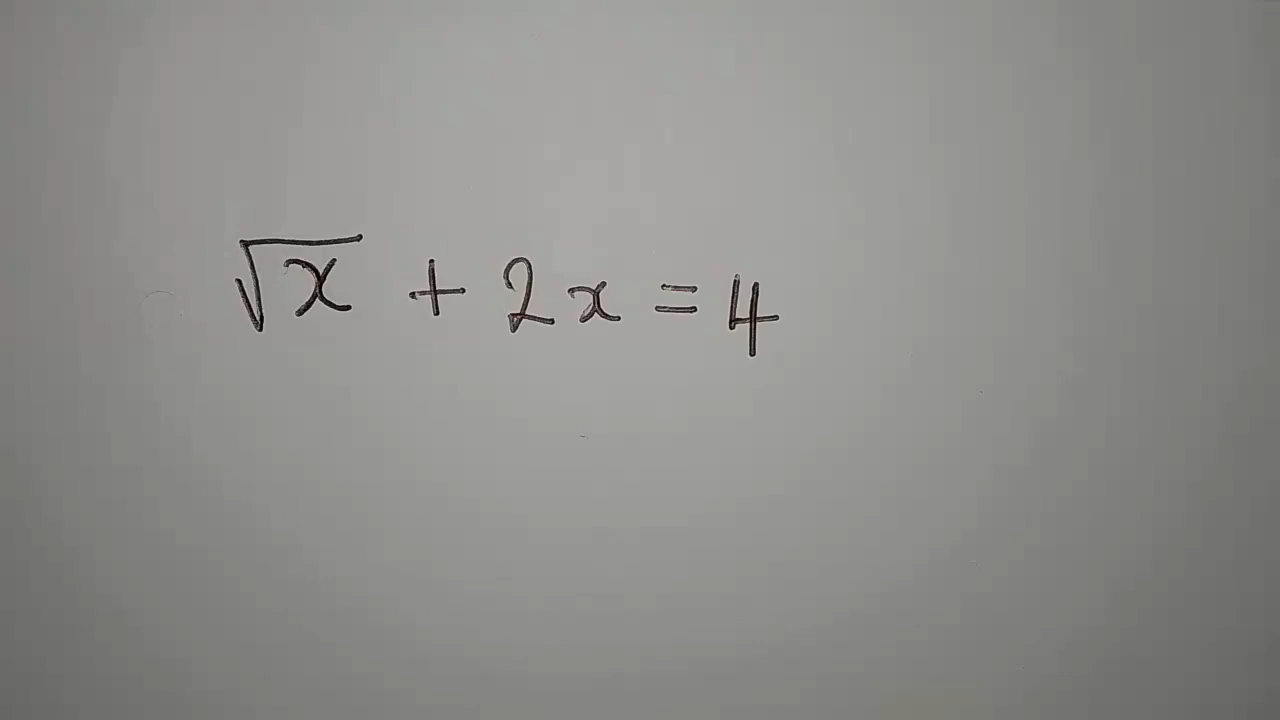 √x + 2x = 4